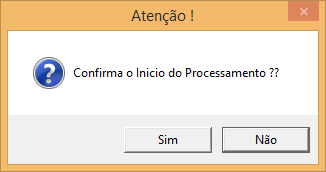 Atenção !
Confirma o Inicio do Processamento ??
Sim
Não